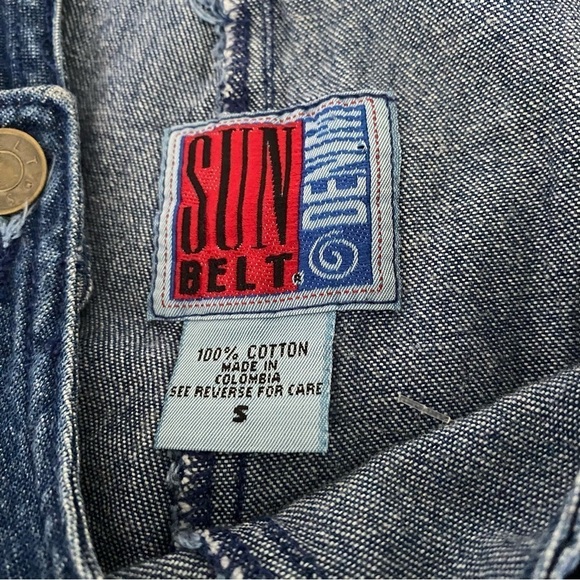 SUN
BELT®
DENIM
100% COTTON
MADE IN
COLOMBIA
SEE REVERSE FOR CARE
S